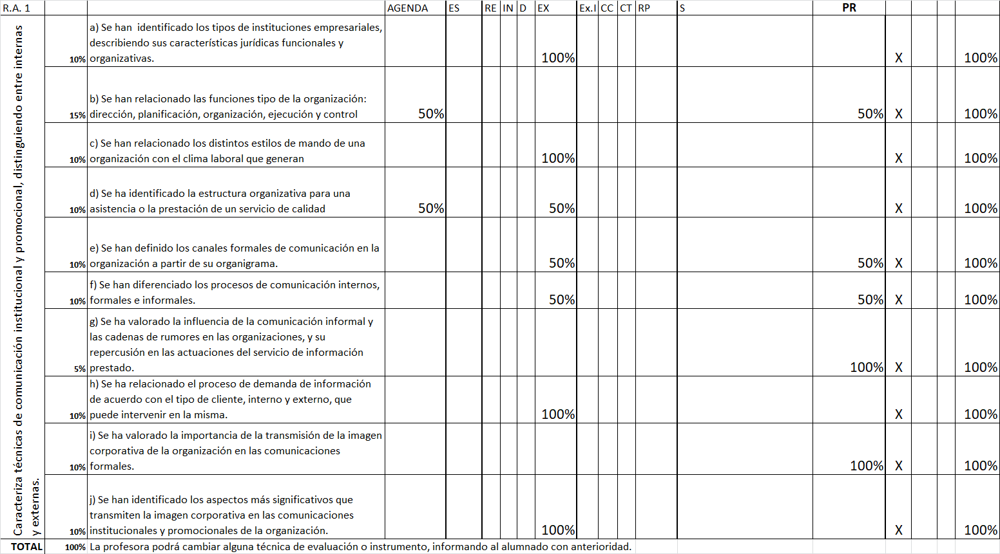 R.A. 1 AGENDA ES RE IN D EX Ex.I CC CT RP S PR
Caracteriza técnicas de comunicación institucional y promocional, distinguiendo entre internas
y externas.
a) Se han  identificado los tipos de instituciones empresariales,
describiendo sus características jurídicas funcionales y
10% organizativas. 100% X 100%
b) Se han relacionado las funciones tipo de la organización:
15% dirección, planificación, organización, ejecución y control 50% 50% X 100%
c) Se han relacionado los distintos estilos de mando de una
10% organización con el clima laboral que generan 100% X 100%
d) Se ha identificado la estructura organizativa para una
10% asistencia o la prestación de un servicio de calidad 50% 50% X 100%
e) Se han definido los canales formales de comunicación en la
10% organización a partir de su organigrama. 50% 50% X 100%
f) Se han diferenciado los procesos de comunicación internos,
10% formales e informales. 50% 50% X 100%
g) Se ha valorado la influencia de la comunicación informal y
las cadenas de rumores en las organizaciones, y su
repercusión en las actuaciones del servicio de información
5% prestado. 100% X 100%
h) Se ha relacionado el proceso de demanda de información
de acuerdo con el tipo de cliente, interno y externo, que
10% puede intervenir en la misma. 100% X 100%
i) Se ha valorado la importancia de la transmisión de la imagen
corporativa de la organización en las comunicaciones
10% formales. 100% X 100%
j) Se han identificado los aspectos más significativos que
transmiten la imagen corporativa en las comunicaciones
10% institucionales y promocionales de la organización. 100% X 100%
TOTAL 100% La profesora podrá cambiar alguna técnica de evaluación o instrumento, informando al alumnado con anterioridad.